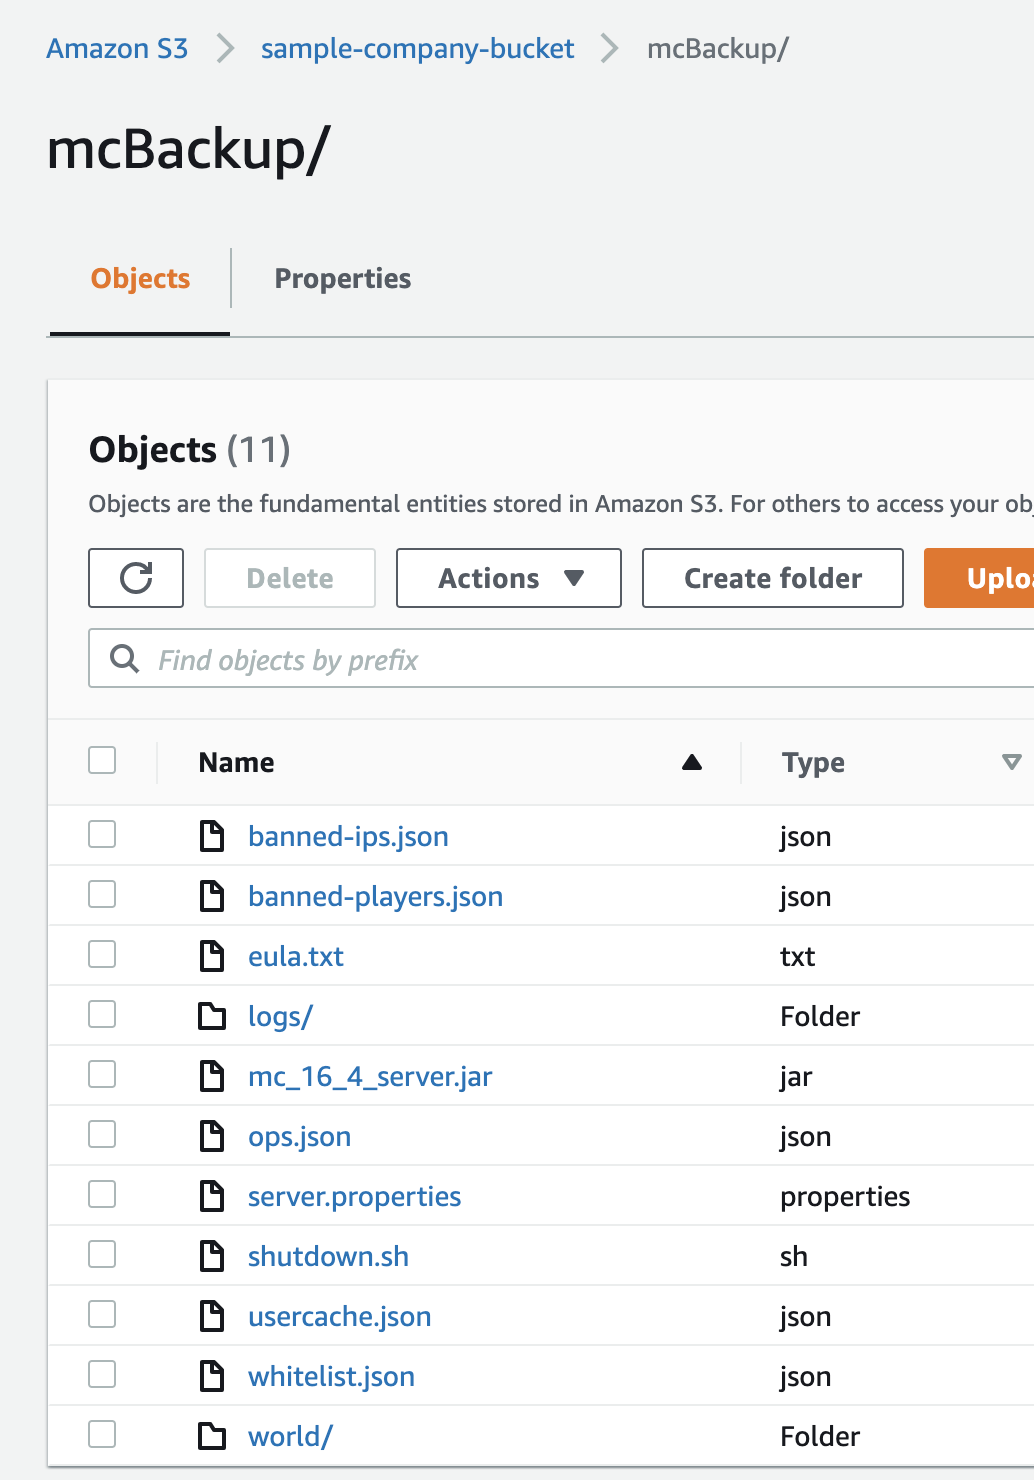 Amazon S3 > sample-company-bucket > mcBackup/
mcBackup/
Objects Properties
Objects (11)
Objects are the fundamental entities stored in Amazon S3. For others to access your
Delete Actions Create folder
Find objects by prefix
Name Type
banned-ips.json json
banned-players.json json
eula.txt txt
logs/ Folder
mc_16_4_server.jar jar
ops.json json
server.properties properties
shutdown.sh sh
usercache.json json
whitelist.json json
world/ Folder